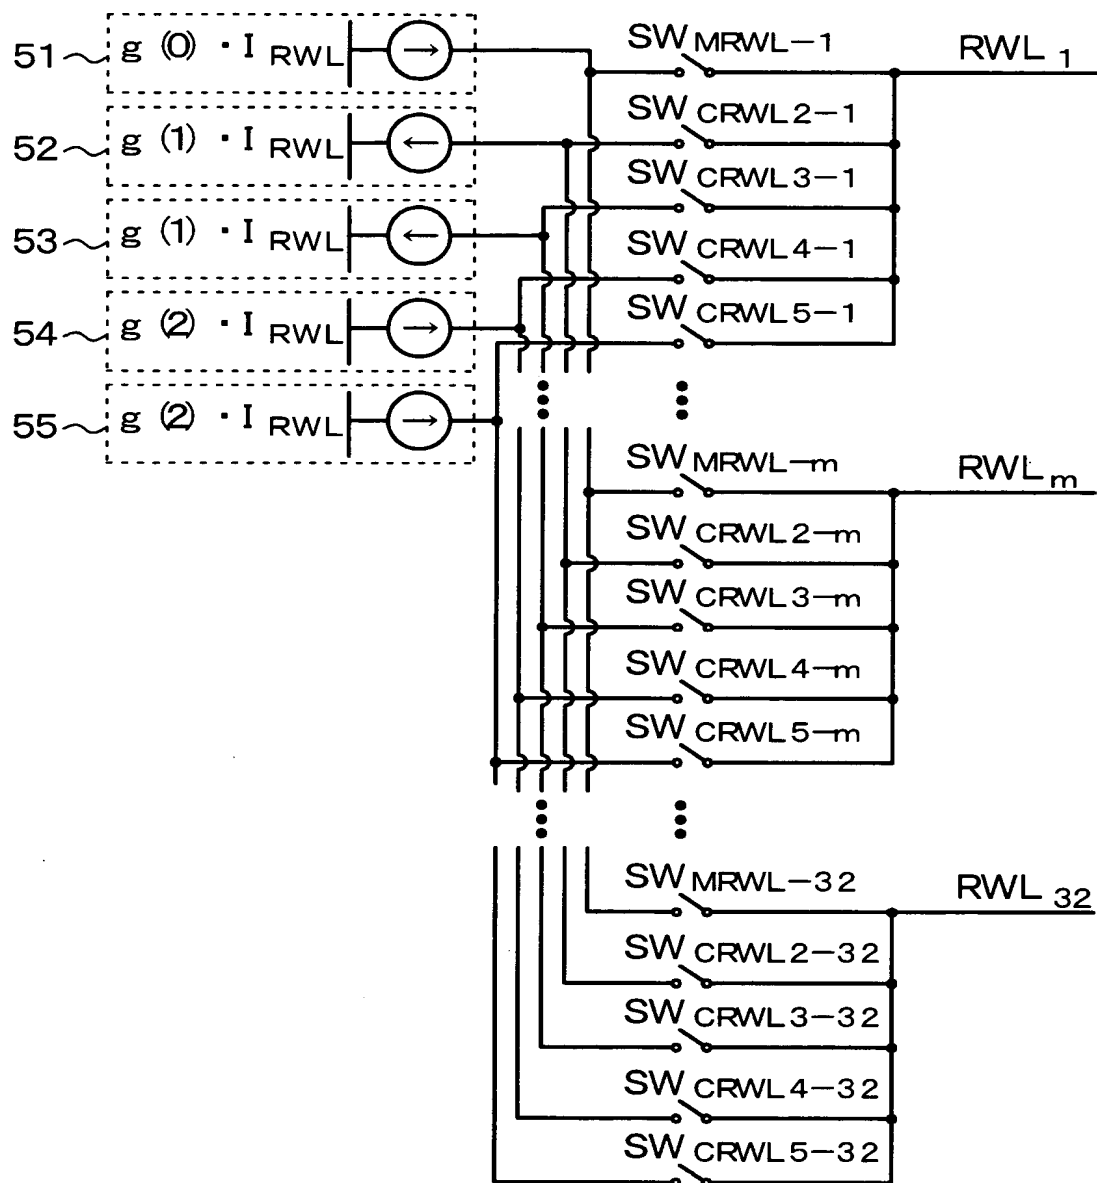 51 g (0) · I RWL
52 g (1) · I RWL
53 g (1) · I RWL
54 g (2) · I RWL
55 g (2) · I RWL
SW MRWL-1
RWL 1
SW CRWL2-1
SW CRWL3-1
SW CRWL4-1
SW CRWL5-1
SW MRWL-m
RWL m
SW CRWL2-m
SW CRWL3-m
SW CRWL4-m
SW CRWL5-m
SW MRWL-32
RWL 32
SW CRWL2-32
SW CRWL3-32
SW CRWL4-32
SW CRWL5-32